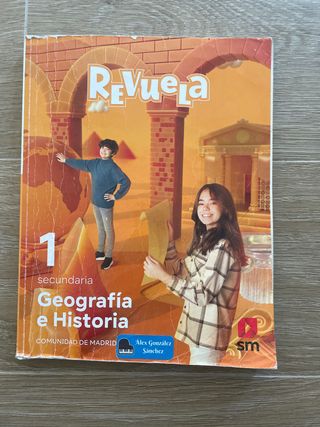 REVUELA
1
secundaria
Geografía
e Historia
COMUNIDAD DE MADRID
Alex González
Sánchez
sm